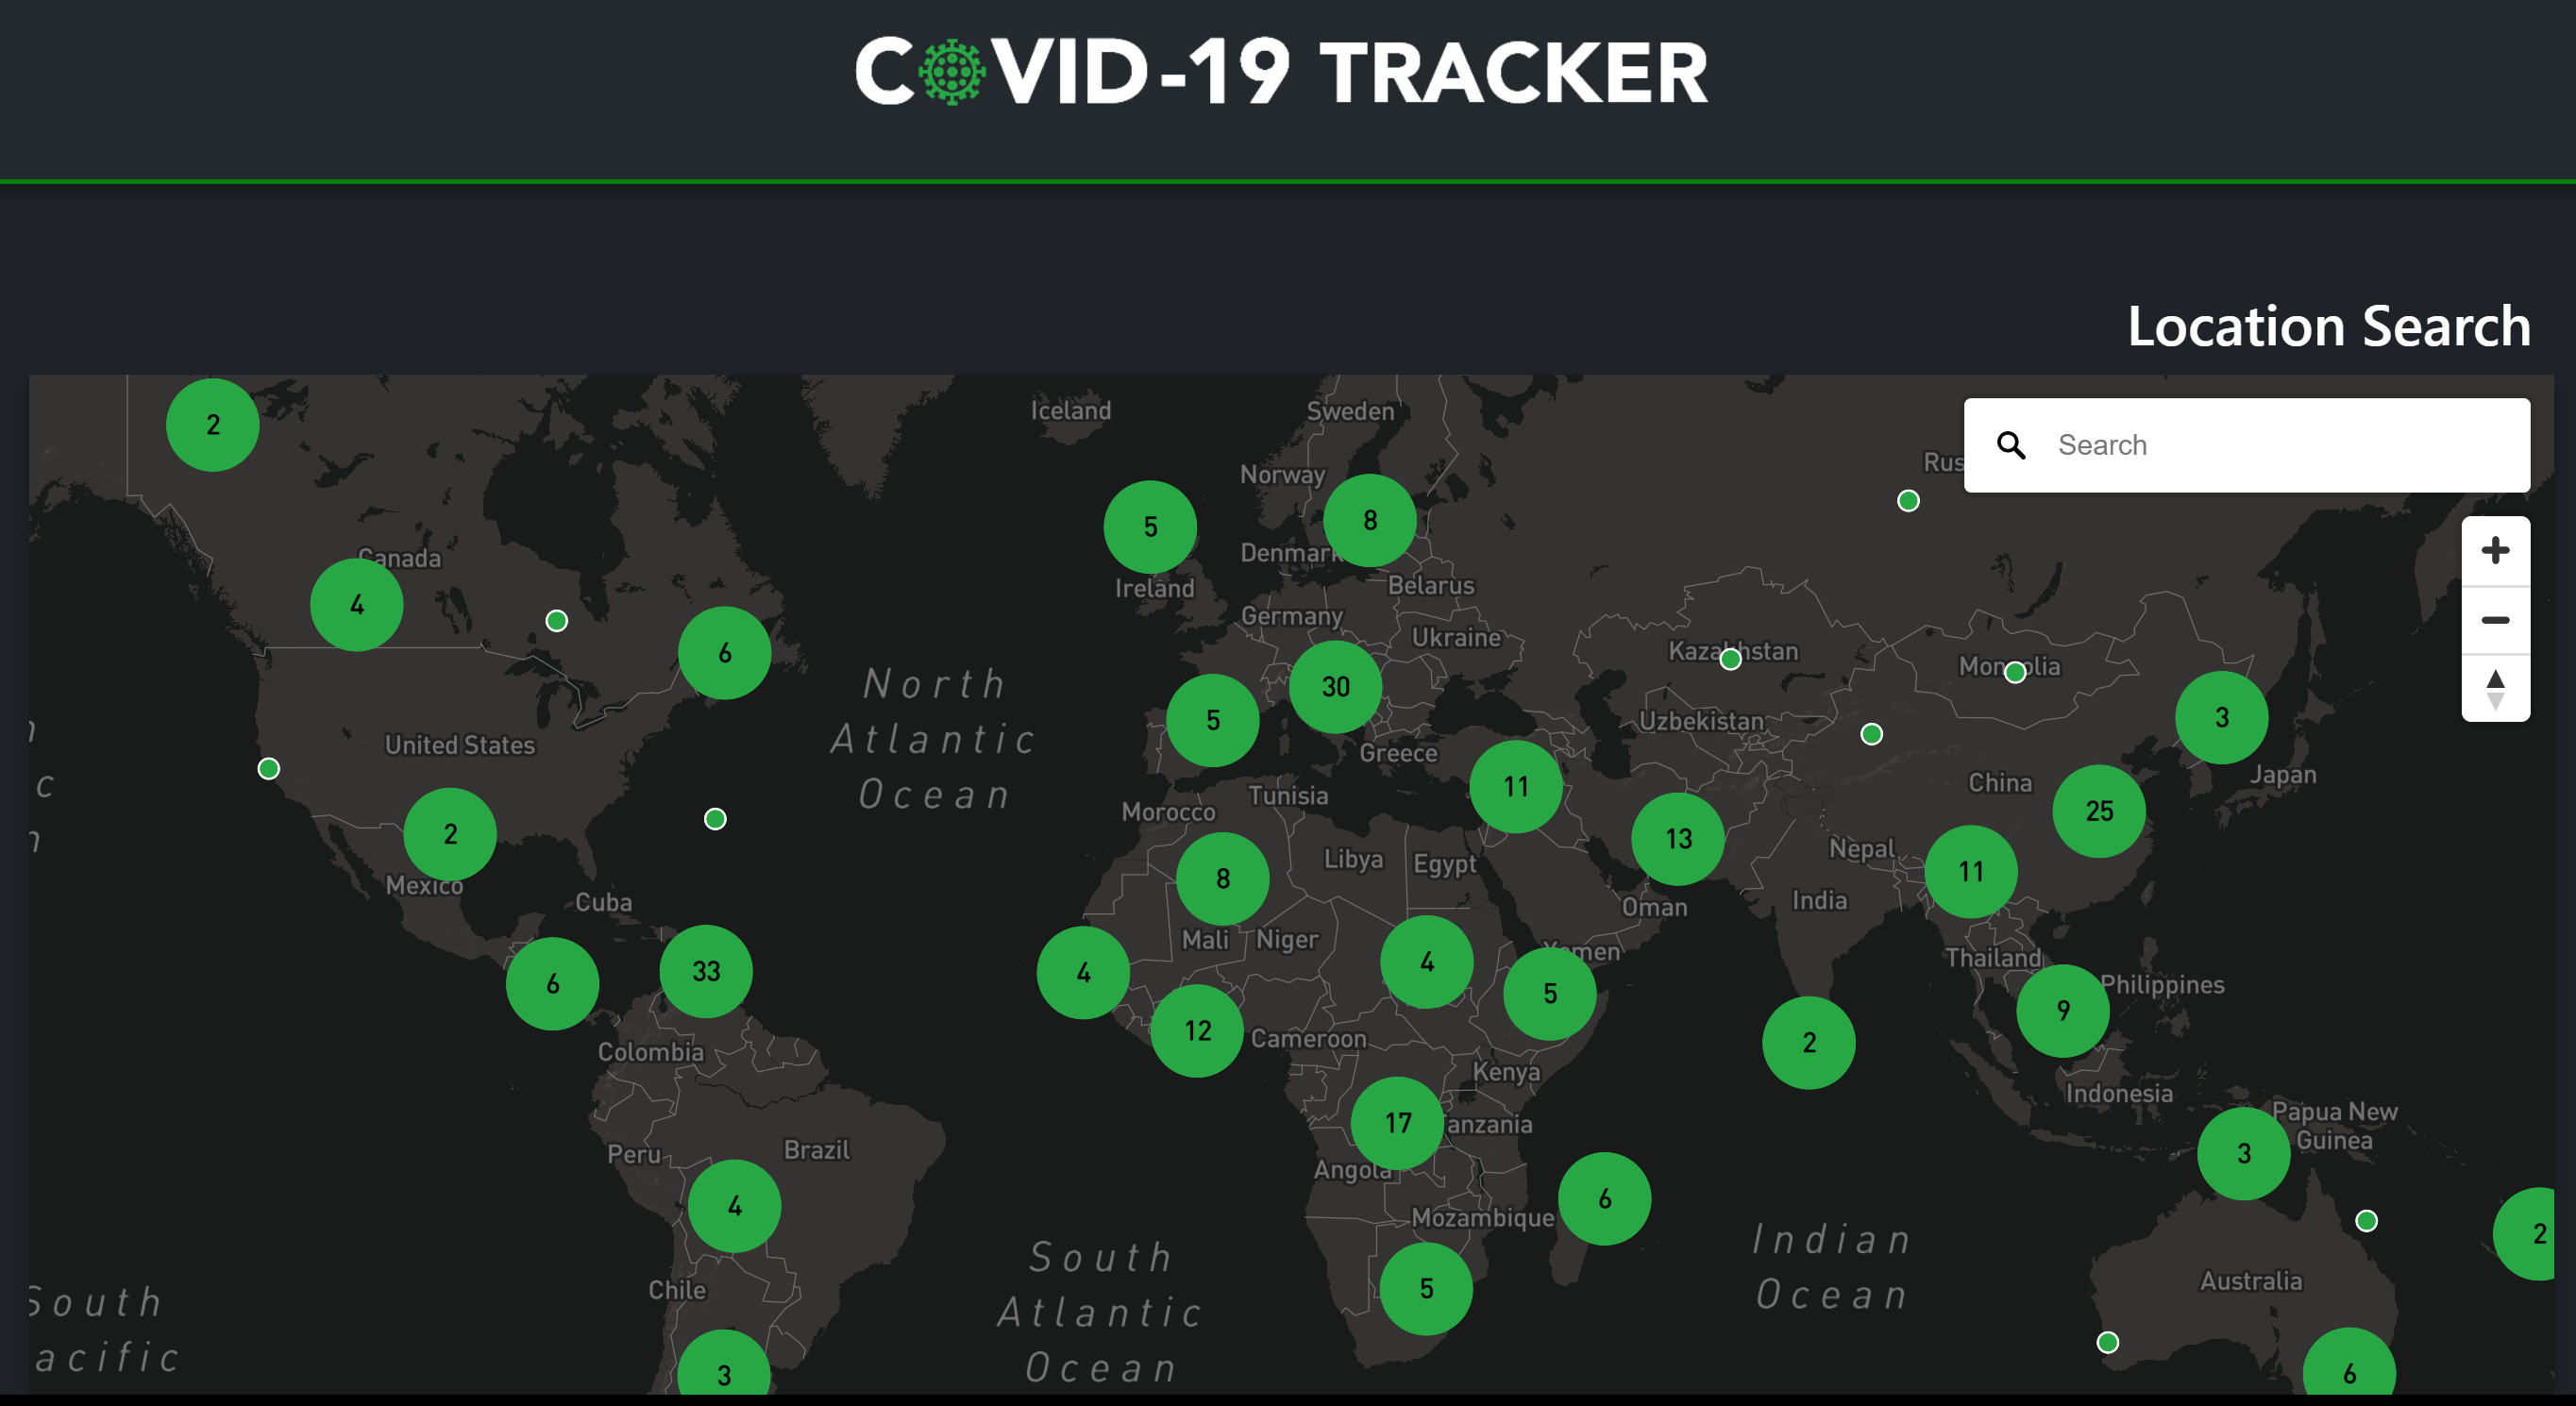 COVID-19 TRACKER
Location Search
Search
2
Iceland
Sweden
Rus
Norway
5
8
Canada
Denmark
Ireland
Belarus
4
Germany
6
Ukraine
Kazakhstan
Mongolia
North
Atlantic
Ocean
30
5
3
Uzbekistan
United States
Greece
Japan
China
11
Tunisia
Morocco
25
13
2
Nepal
Libya
Egypt
11
8
Mexico
Cuba
India
Oman
Mali
Niger
Yemen
Thailand
4
33
4
6
Philippines
5
9
12
Cameroon
2
Colombia
Kenya
Indonesia
Papua New
Guinea
17
Tanzania
Brazil
Peru
3
Angola
6
4
Mozambique
2
Indian
Ocean
South
Atlantic
Ocean
Australia
5
Chile
South
acific
3
6